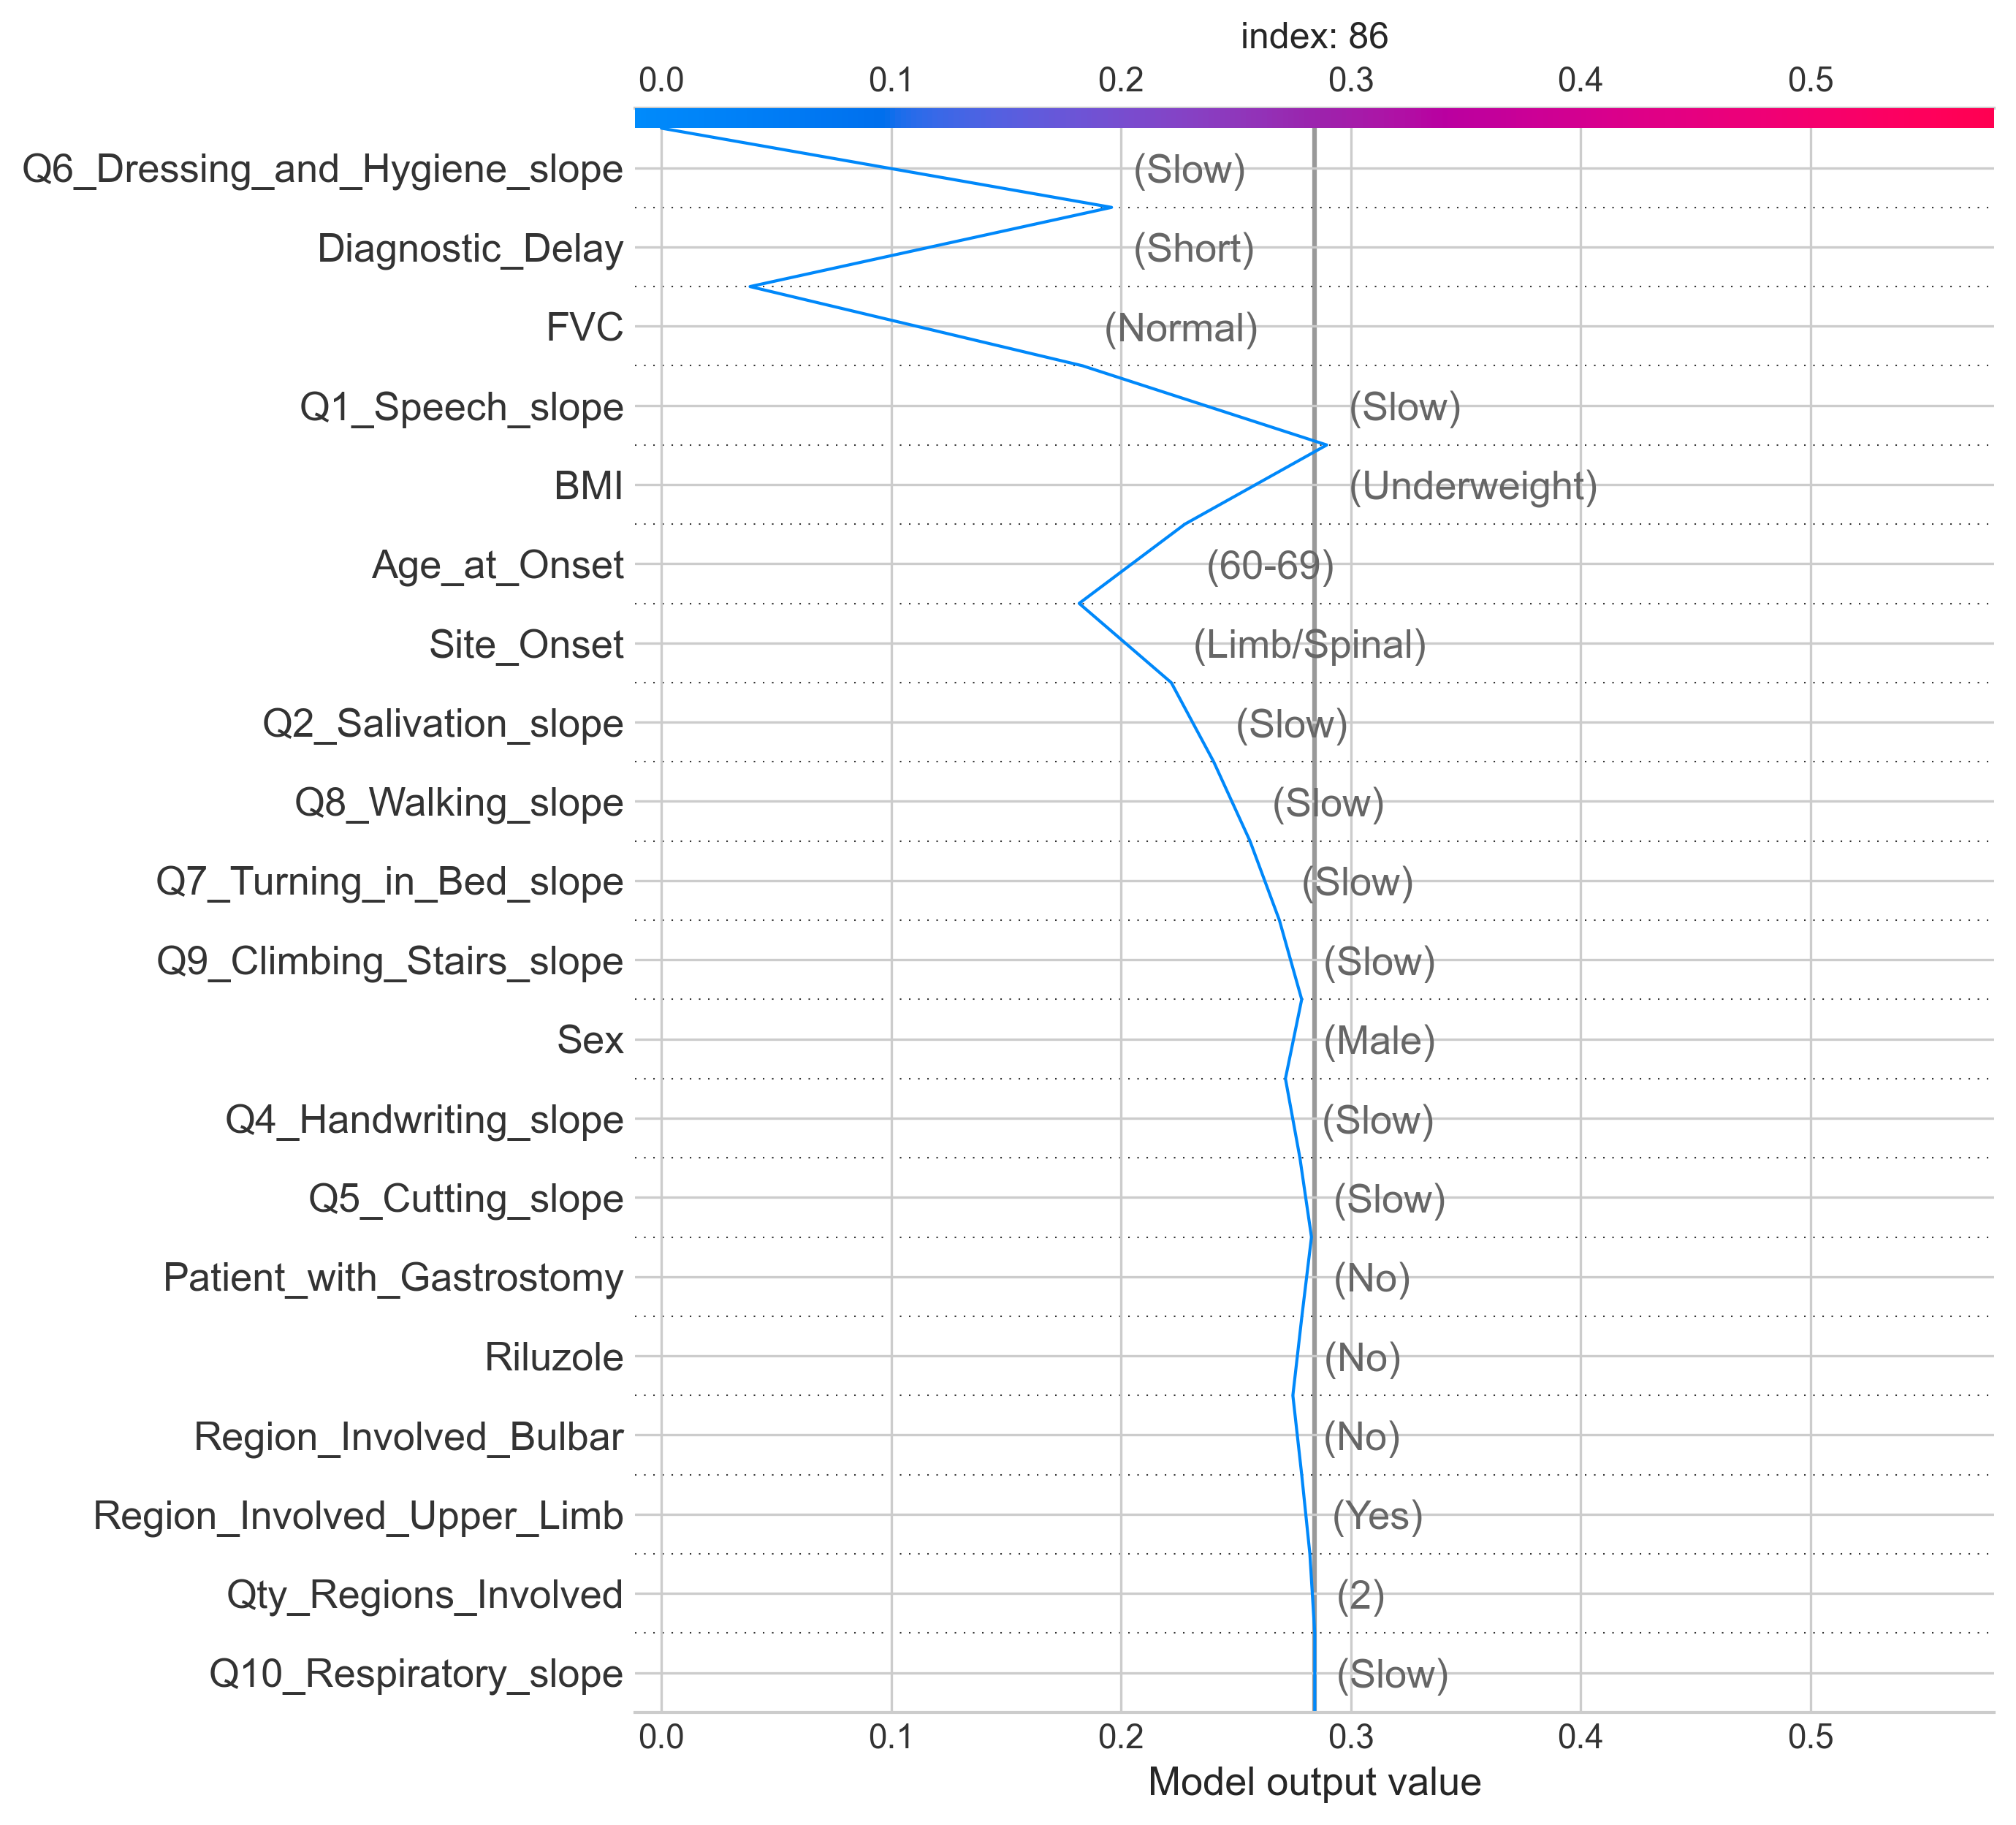 index: 86
0.0 0.1 0.2 0.3 0.4 0.5
Q6_Dressing_and_Hygiene_slope (Slow)
Diagnostic_Delay (Short)
FVC (Normal)
Q1_Speech_slope (Slow)
BMI (Underweight)
Age_at_Onset (60-69)
Site_Onset (Limb/Spinal)
Q2_Salivation_slope (Slow)
Q8_Walking_slope (Slow)
Q7_Turning_in_Bed_slope (Slow)
Q9_Climbing_Stairs_slope (Slow)
Sex (Male)
Q4_Handwriting_slope (Slow)
Q5_Cutting_slope (Slow)
Patient_with_Gastrostomy (No)
Riluzole (No)
Region_Involved_Bulbar (No)
Region_Involved_Upper_Limb (Yes)
Qty_Regions_Involved (2)
Q10_Respiratory_slope (Slow)
0.0 0.1 0.2 0.3 0.4 0.5
Model output value